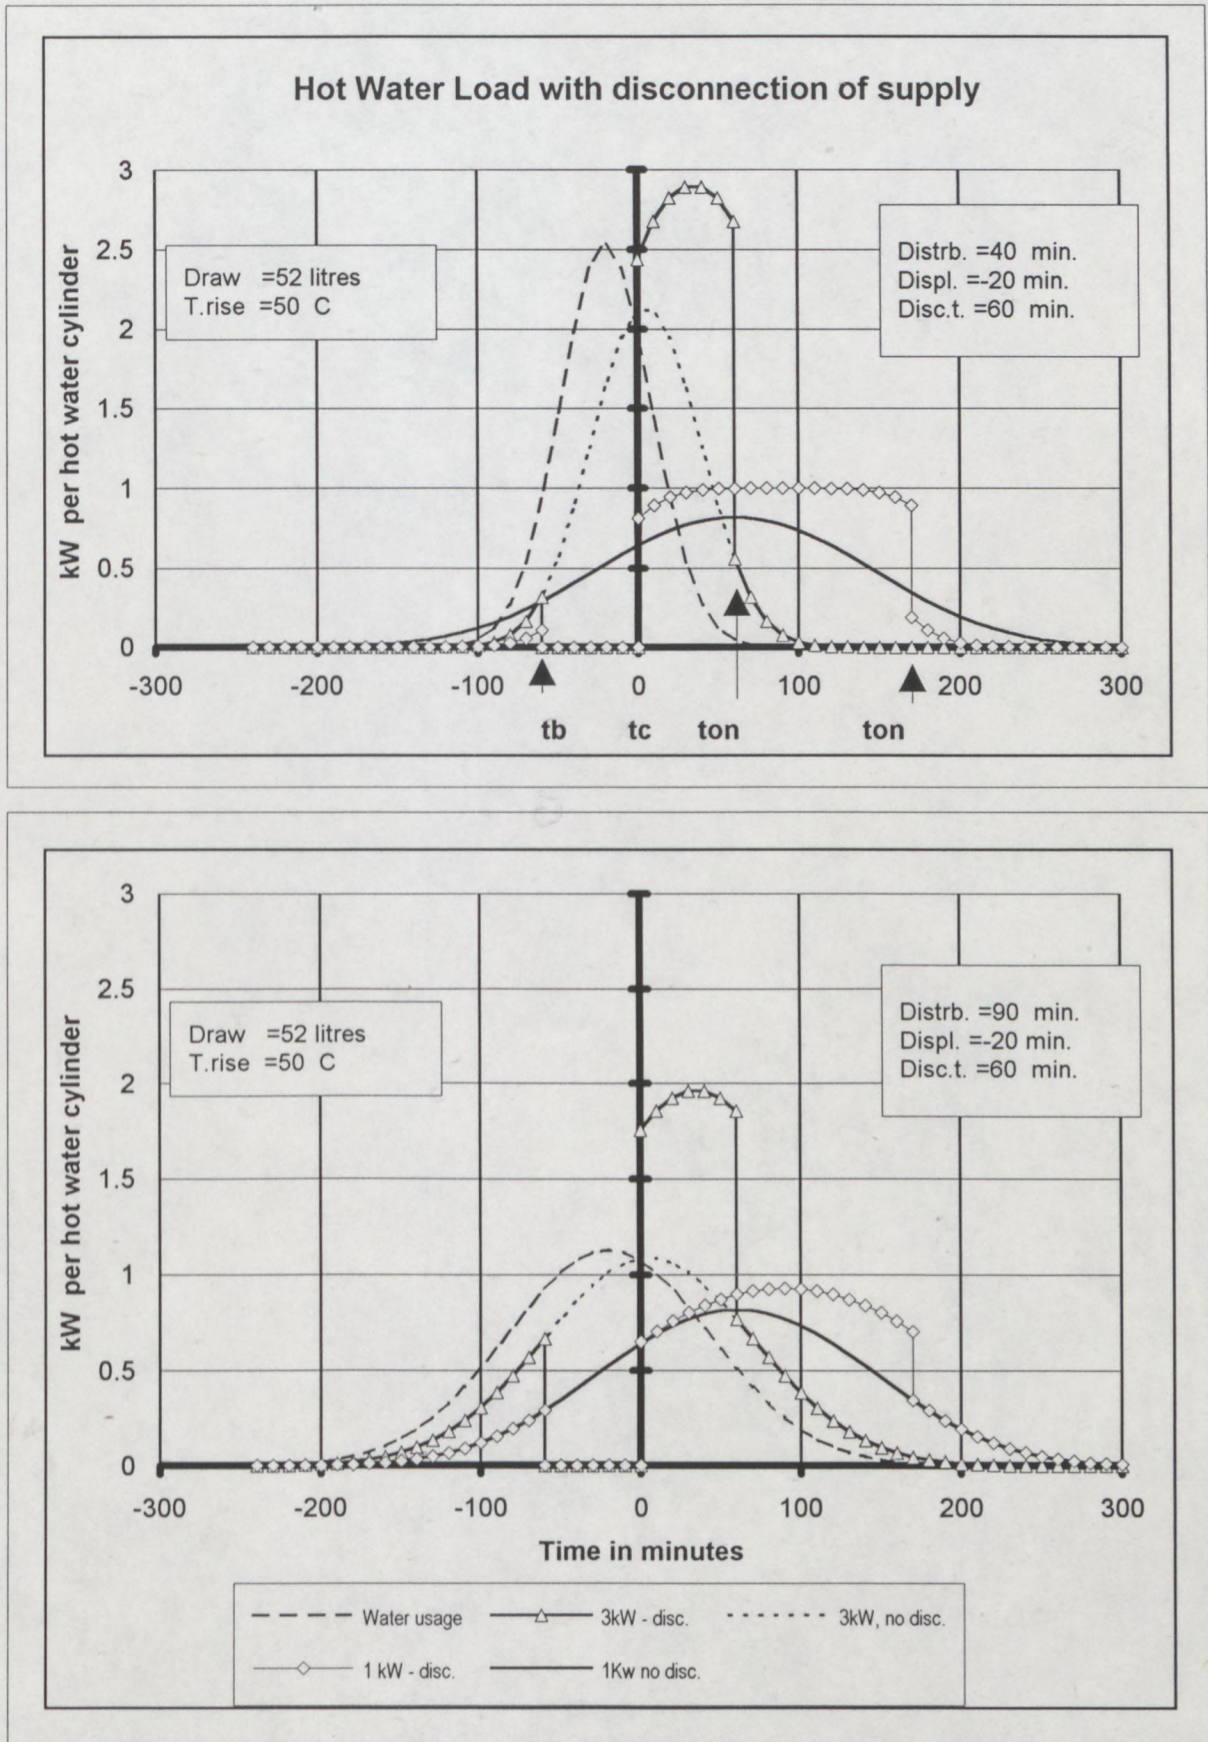 Hot Water Load with disconnection of supply
kW per hot water cylinder
3
2.5
2
1.5
1
0.5
0
Draw =52 litres
T.rise =50 C
Distrb. =40 min.
Displ. =-20 min.
Disc.t. =60 min.
-300 -200 -100 0 100 200 300
tb tc ton ton
kW per hot water cylinder
3
2.5
2
1.5
1
0.5
0
Draw =52 litres
T.rise =50 C
Distrb. =90 min.
Displ. =-20 min.
Disc.t. =60 min.
-300 -200 -100 0 100 200 300
Time in minutes
Water usage 3kW - disc. 3kW, no disc.
1 kW - disc. 1Kw no disc.